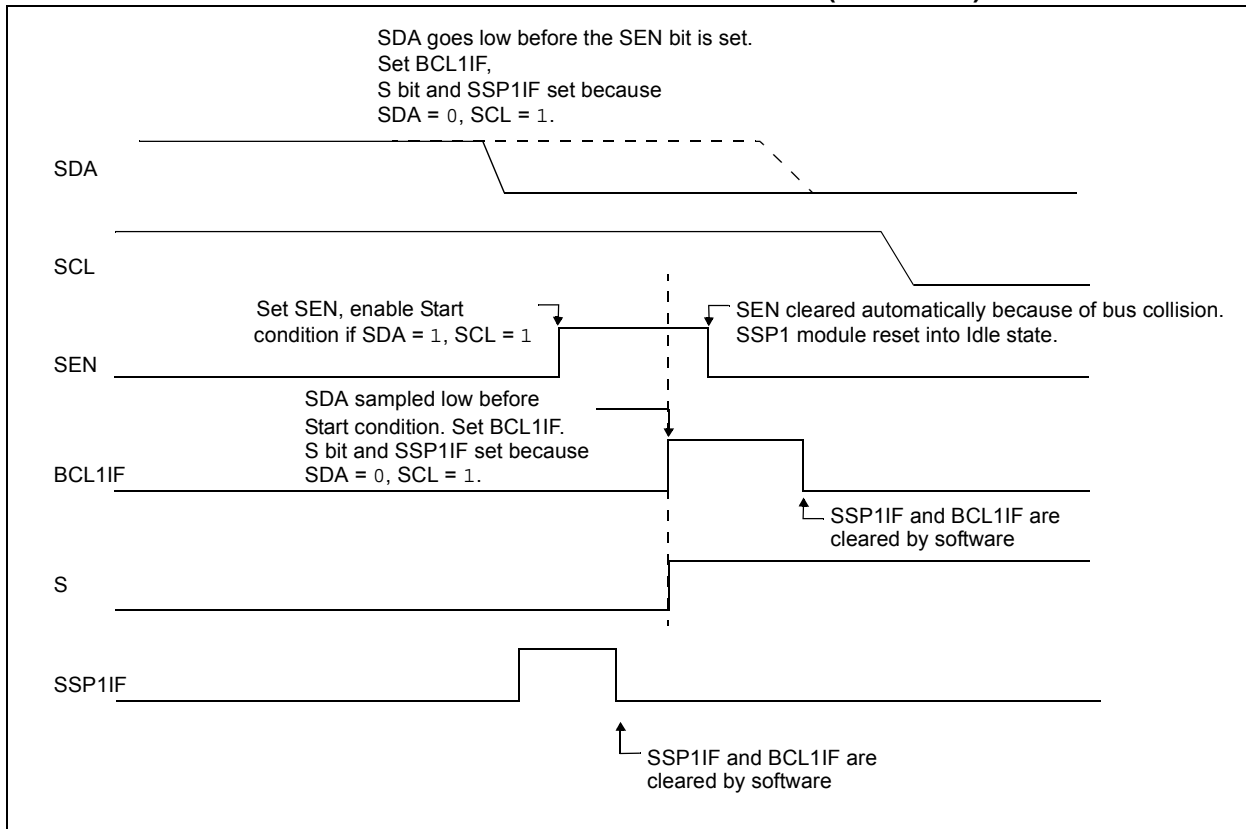 SDA goes low before the SEN bit is set.
Set BCL1IF,
S bit and SSP1IF set because
SDA = 0, SCL = 1.
SDA
SCL
Set SEN, enable Start
condition if SDA = 1, SCL = 1
SEN cleared automatically because of bus collision.
SSP1 module reset into Idle state.
SEN
SDA sampled low before
Start condition. Set BCL1IF.
S bit and SSP1IF set because
SDA = 0, SCL = 1.
BCL1IF
SSP1IF and BCL1IF are
cleared by software
S
SSP1IF
SSP1IF and BCL1IF are
cleared by software